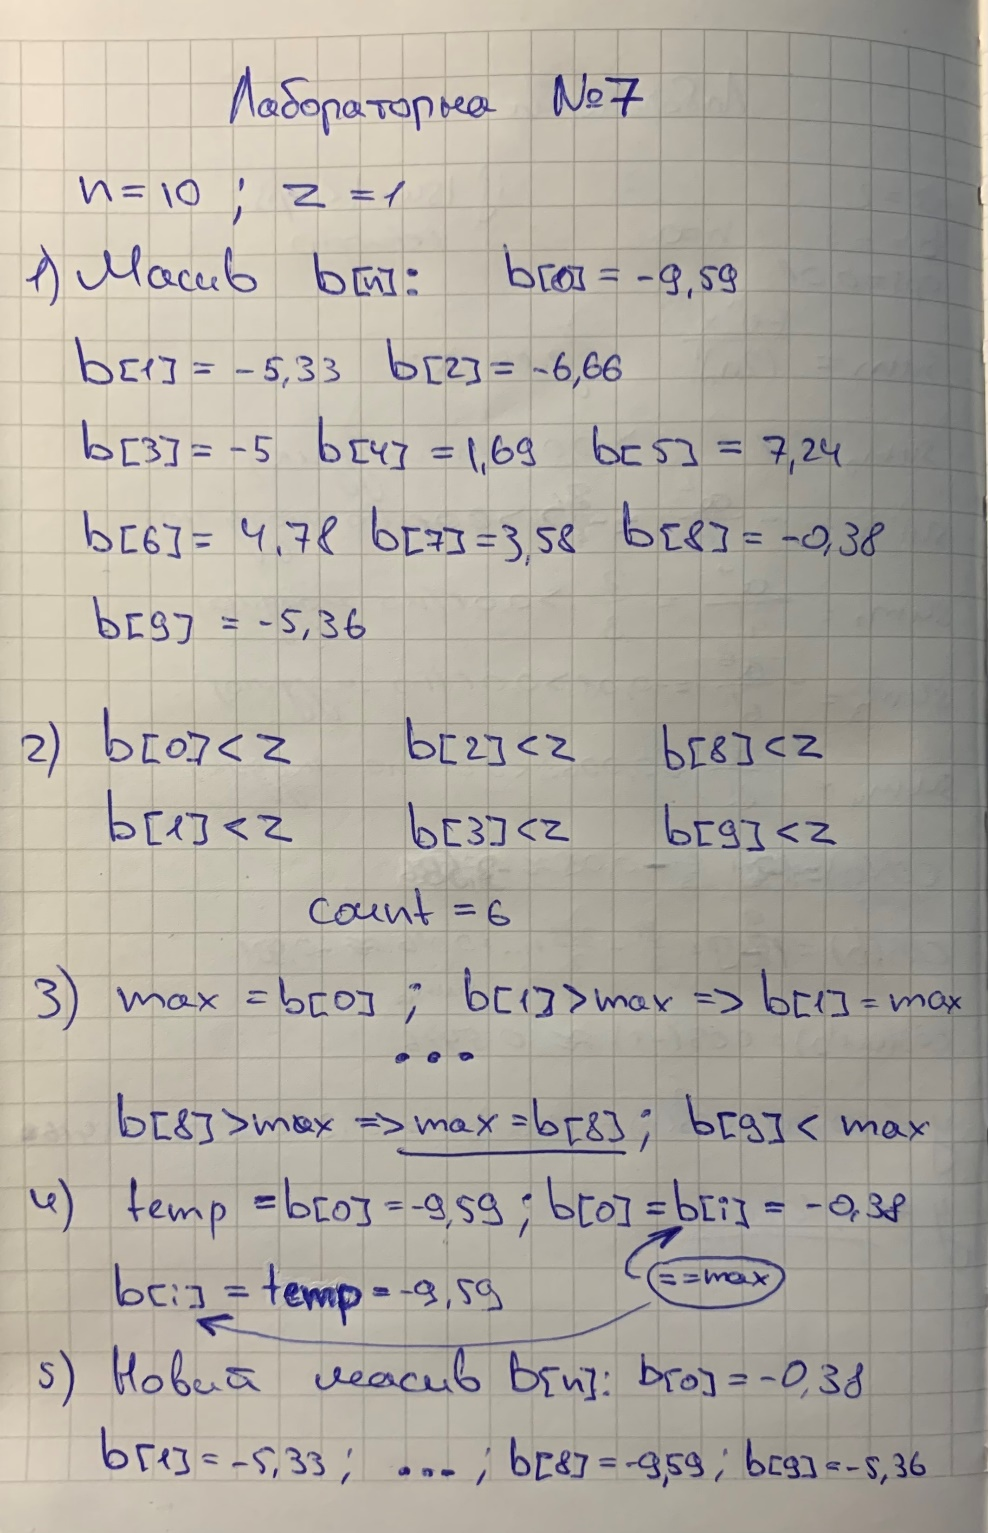 Лабораторна №7
n=10 ; z=1
1) Масив b[n]: b[0] = -9,59
b[1] = -5,33 b[2] = -6,66
b[3] = -5 b[4] = 1,69 b[5] = 7,24
b[6] = 4.78 b[7] = 3,58 b[8] = -0,38
b[9] = -5,36
2) b[0]<z b[2]<z b[8]<z
b[1]<z b[3]<z b[9]<z
count = 6
3) max = b[0] ; b[1]>max => b[1] = max
...
b[8]>max => max = b[8] ; b[9] < max
4) temp = b[0] = -9,59 ; b[0] = b[i] = -0,38
b[i] = temp = -9,59 ==max
5) Новий масив b[n]: b[0] = -0,38
b[1] = -5,33 ; ... ; b[8] = -9,59 ; b[9] = -5,36